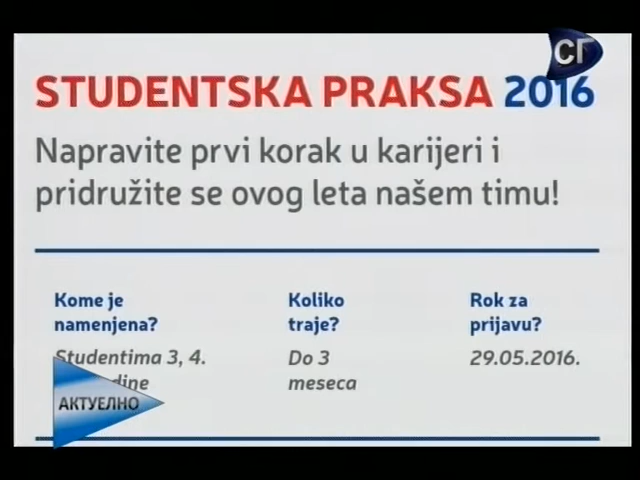 СГ
STUDENTSKA PRAKSA 2016
Napravite prvi korak u karijeri i
pridružite se ovog leta našem timu!
Kome je
namenjena?
Studentima 3, 4.
Koliko
traje?
Do 3
meseca
Rok za
prijavu?
29.05.2016.
АКТУЕЛНО